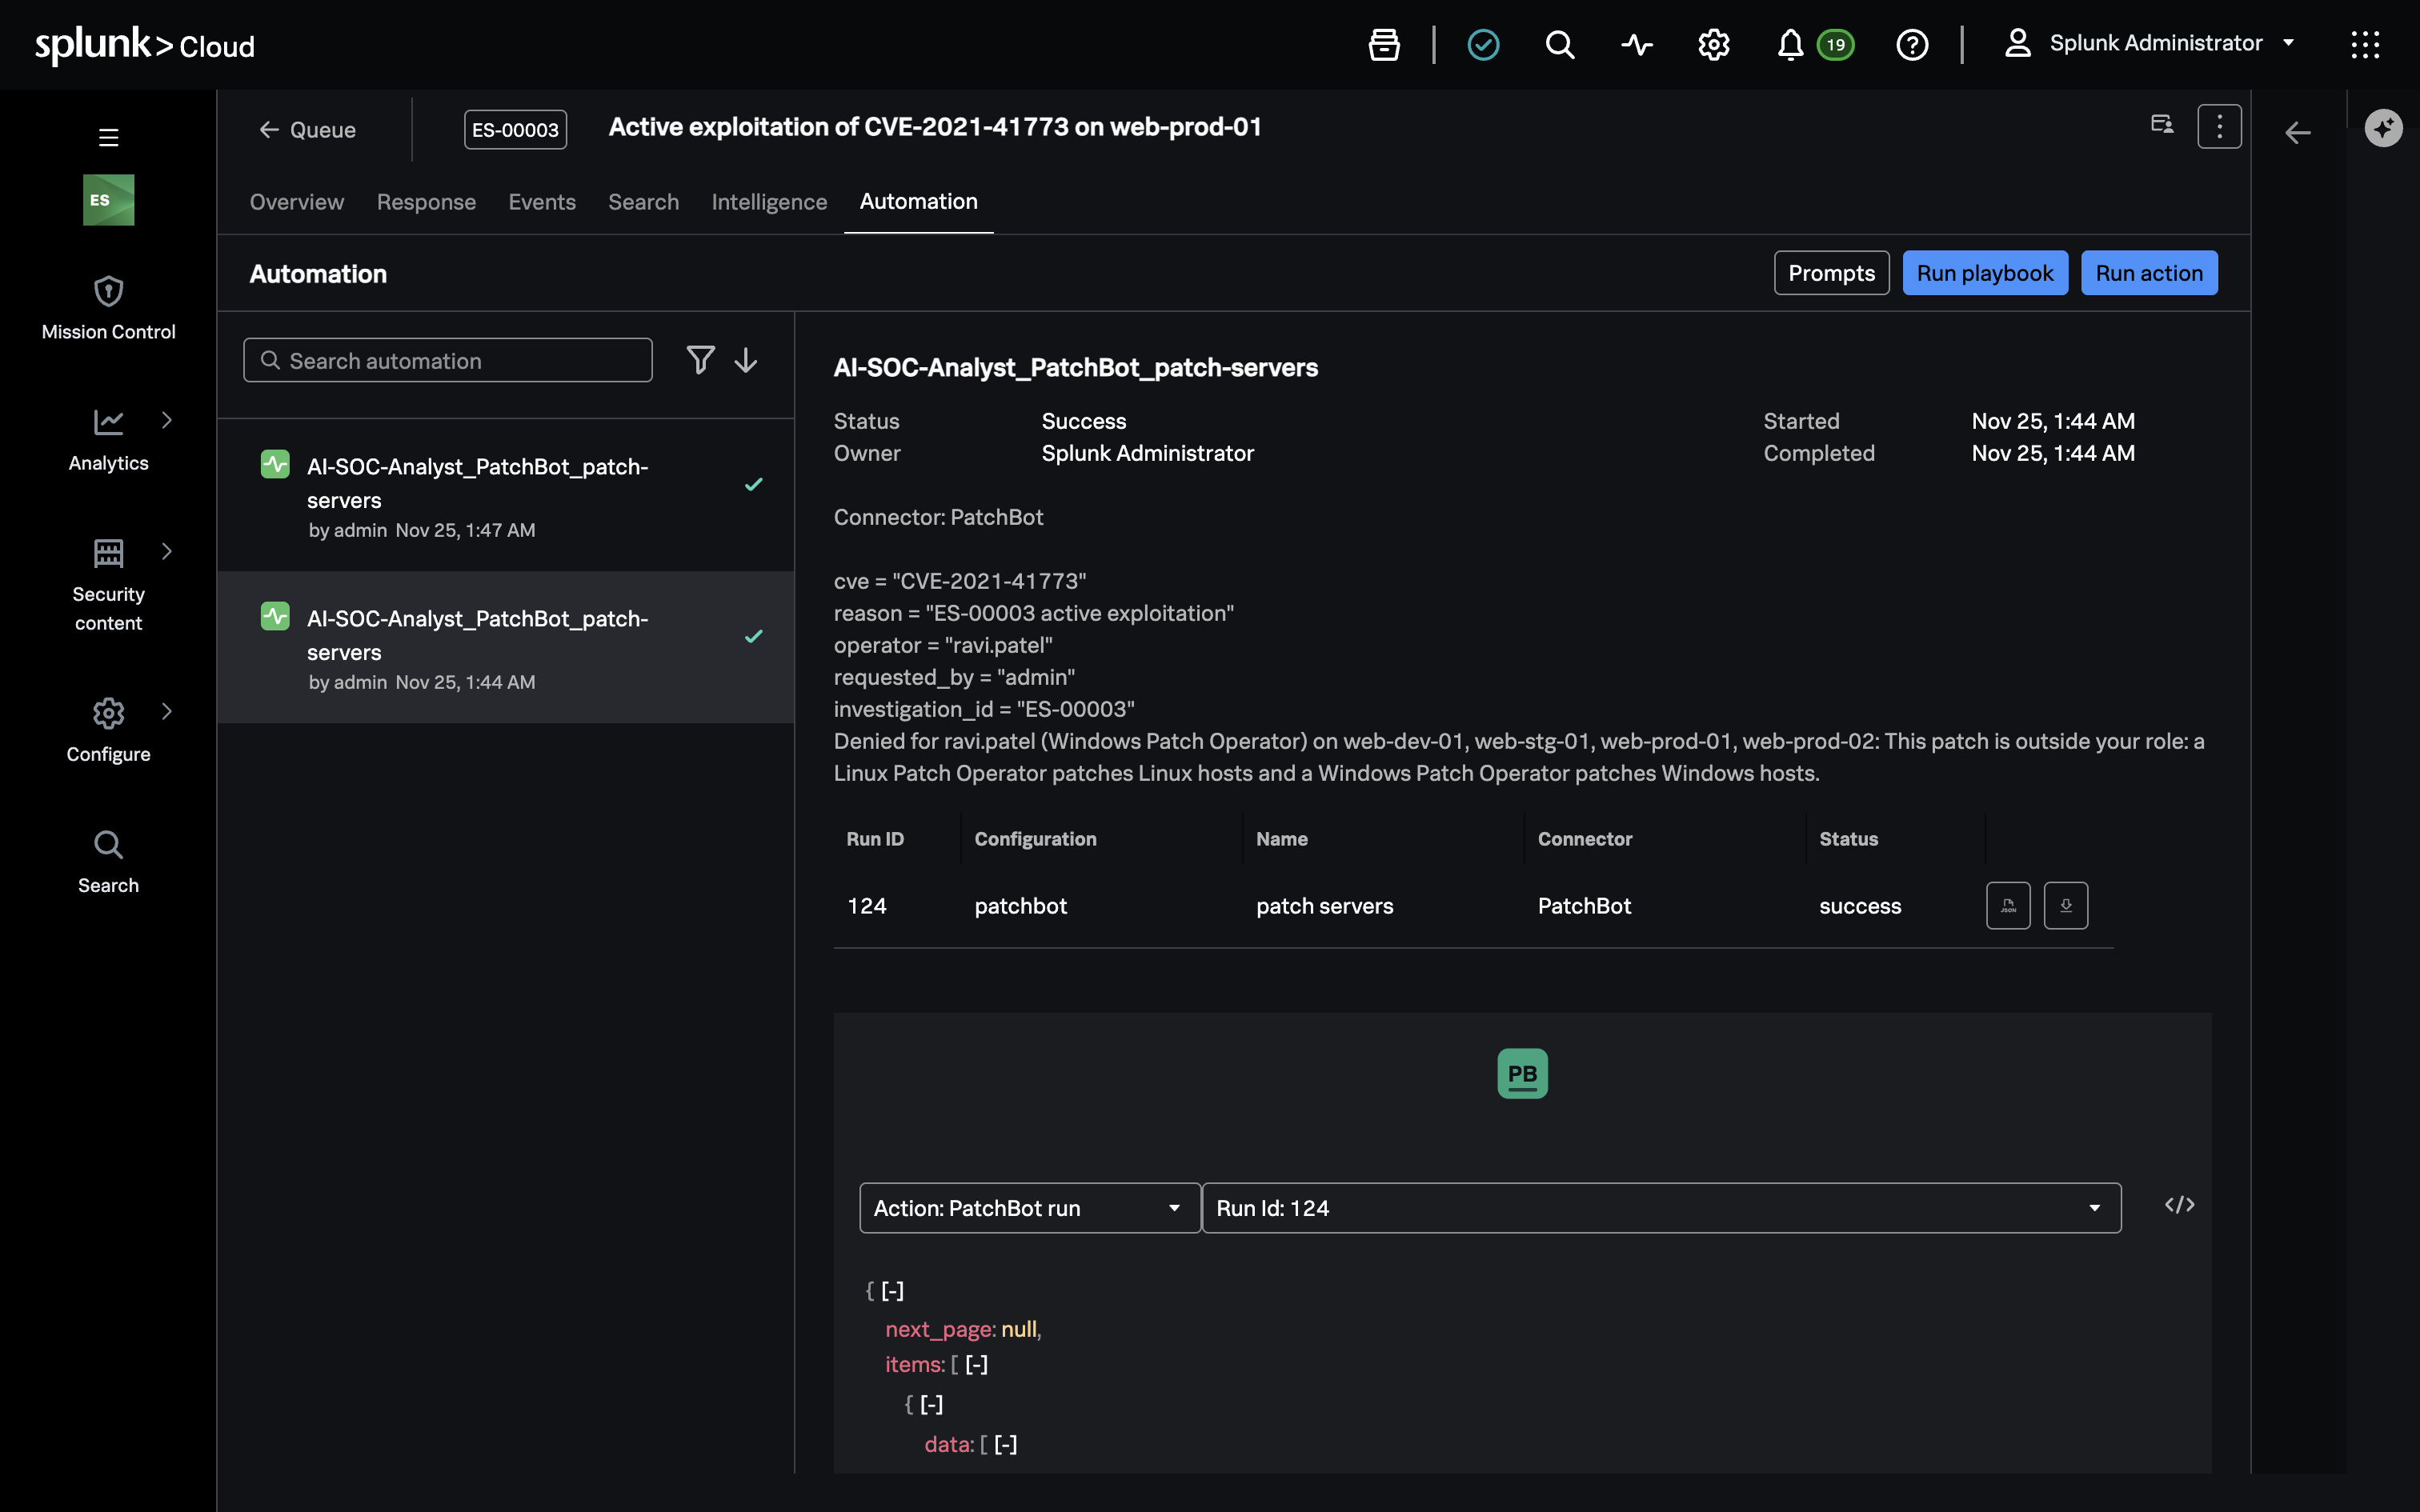 splunk>Cloud
19
Splunk Administrator
Queue
ES-00003
Active exploitation of CVE-2021-41773 on web-prod-01
ES
Mission Control
Analytics
Security
content
Configure
Search
Overview
Response
Events
Search
Intelligence
Automation
Automation
Prompts
Run playbook
Run action
Search automation
AI-SOC-Analyst_PatchBot_patch-
servers
by admin Nov 25, 1:47 AM
AI-SOC-Analyst_PatchBot_patch-
servers
by admin Nov 25, 1:44 AM
AI-SOC-Analyst_PatchBot_patch-servers
Status Success Started Nov 25, 1:44 AM
Owner Splunk Administrator Completed Nov 25, 1:44 AM
Connector: PatchBot
cve = "CVE-2021-41773"
reason = "ES-00003 active exploitation"
operator = "ravi.patel"
requested_by = "admin"
investigation_id = "ES-00003"
Denied for ravi.patel (Windows Patch Operator) on web-dev-01, web-stg-01, web-prod-01, web-prod-02: This patch is outside your role: a
Linux Patch Operator patches Linux hosts and a Windows Patch Operator patches Windows hosts.
Run ID Configuration Name Connector Status
124 patchbot patch servers PatchBot success
JSON
PB
Action: PatchBot run
Run Id: 124
</>
{ [-]
next_page: null,
items: [ [-]
{ [-]
data: [ [-]